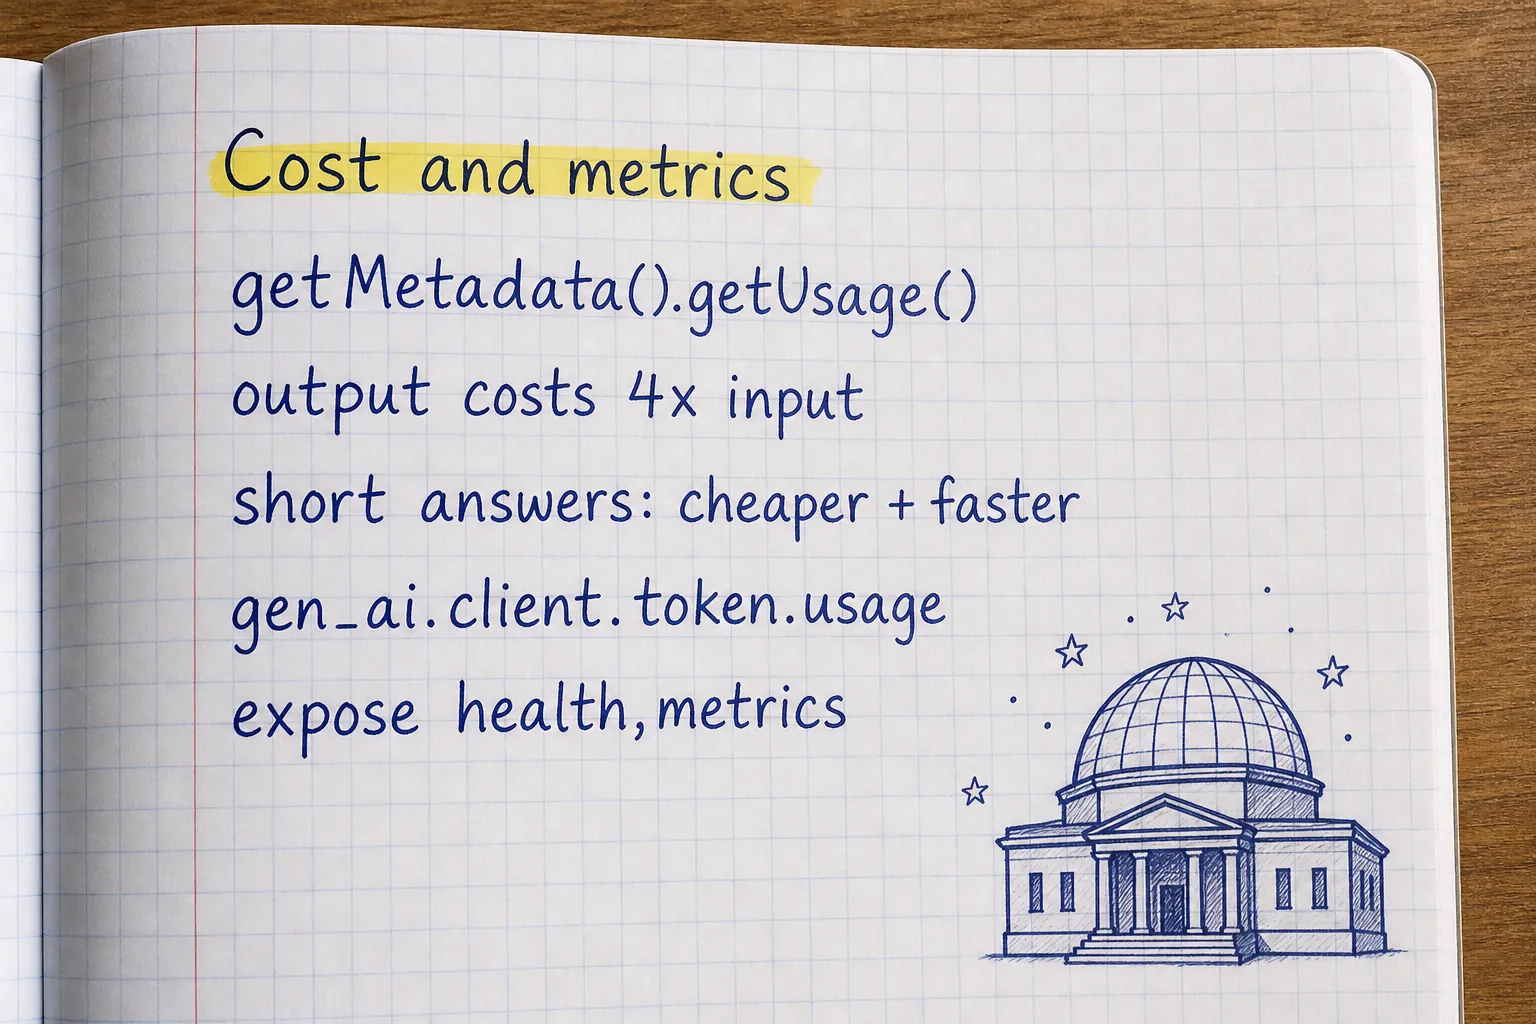 Cost and metrics
getMetadata().getUsage()
output costs 4x input
short answers: cheaper + faster
gen_ai.client.token.usage
expose health, metrics